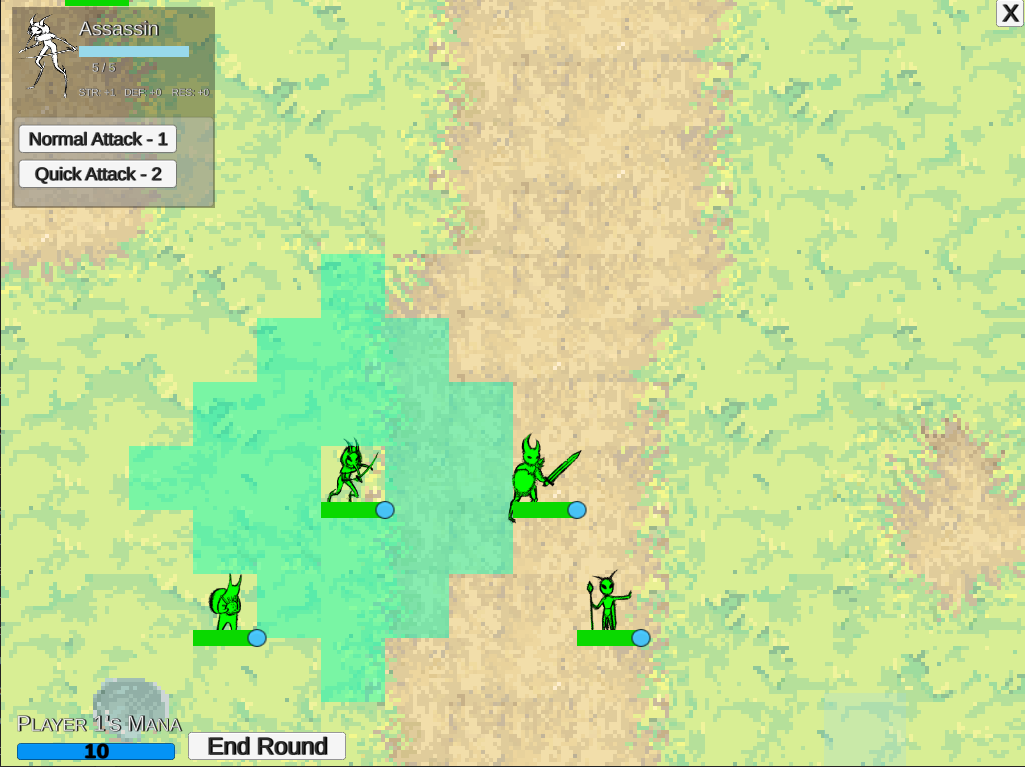 Assassin
X
5/5
STR:+1 DEF:+0 RES:+0
Normal Attack - 1
Quick Attack - 2
Player 1's Mana
10
End Round